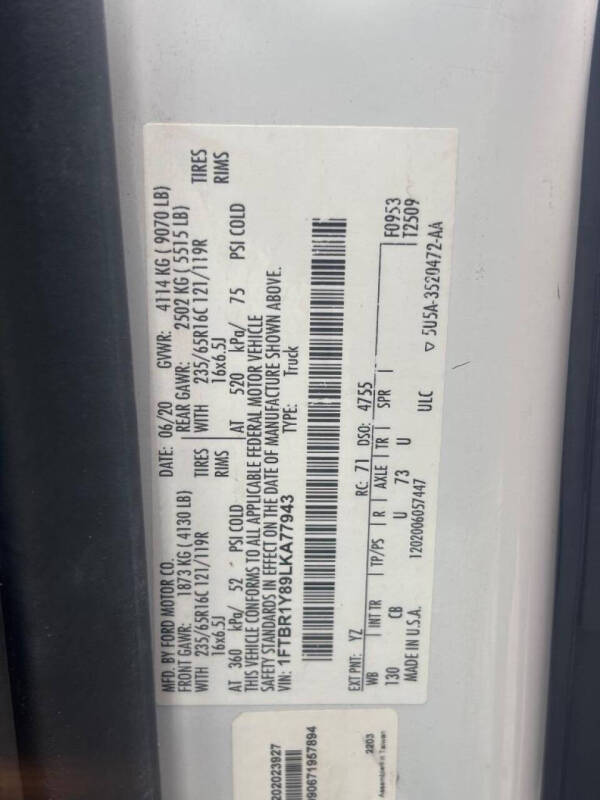 MFD. BY FORD MOTOR CO.
DATE: 06/20 GVWR: 4114 KG ( 9070 LB)
FRONT GAWR: 1873 KG ( 4130 LB)
REAR GAWR: 2502 KG ( 5515 LB)
WITH 235/65R16C 121/119R TIRES
WITH 235/65R16C 121/119R TIRES
16x6.5J RIMS
16x6.5J RIMS
AT 360 kPa/ 52 PSI COLD
AT 520 kPa/ 75 PSI COLD
THIS VEHICLE CONFORMS TO ALL APPLICABLE FEDERAL MOTOR VEHICLE
SAFETY STANDARDS IN EFFECT ON THE DATE OF MANUFACTURE SHOWN ABOVE.
VIN: 1FTBR1Y89LKA77943
TYPE: Truck
EXT PNT: YZ RC: 71 DSO: 4755
WB INT TR TP/PS R AXLE TR SPR F0953
130 CB U 73 U T2509
MADE IN U.S.A. 1202006057447 ULC ▽ 5U5A-3520472-AA
202023927
090671957894
2203
Assembled in Taiwan